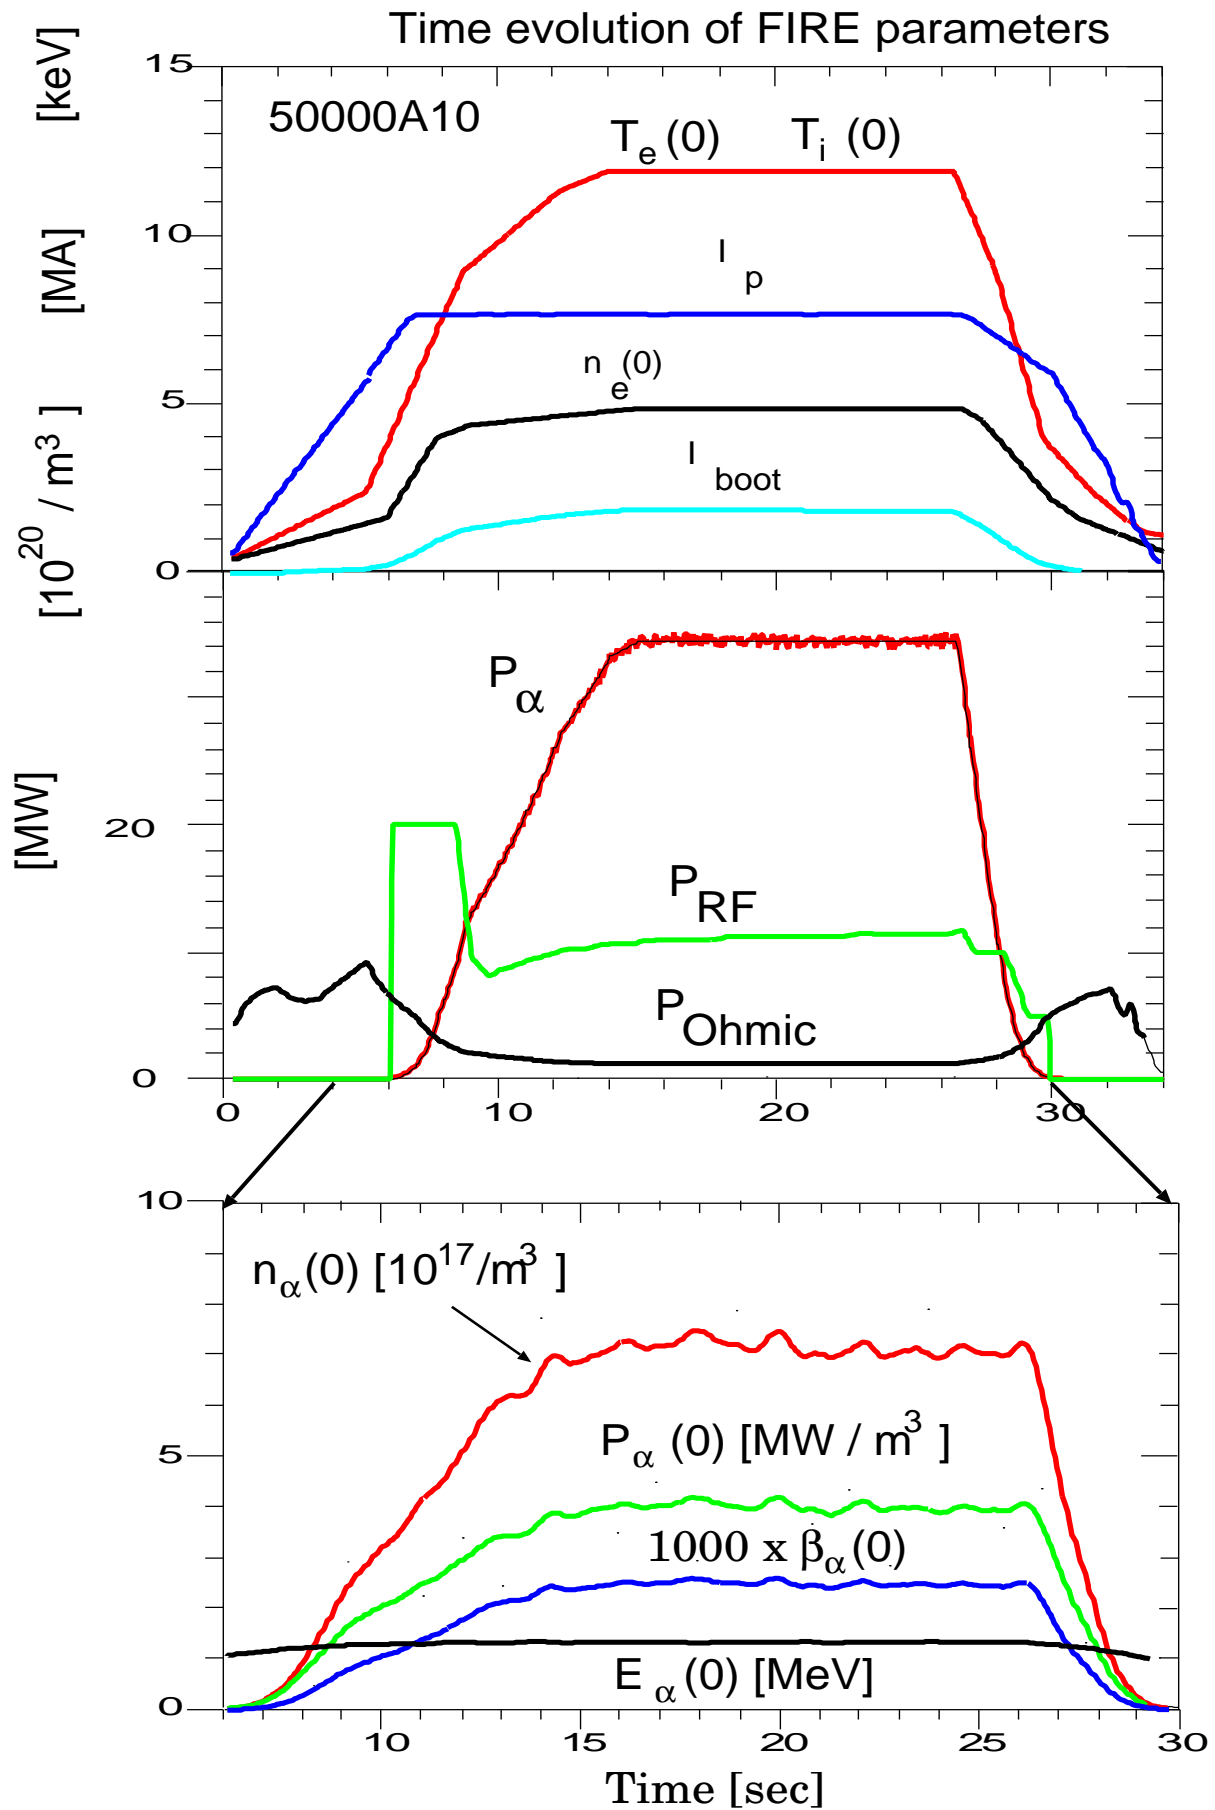 Time evolution of FIRE parameters
[keV]
[MA]
[10^20 / m^3 ]
15
10
5
0
50000A10
T_e (0) T_i (0)
I_p
n_e(0)
I_boot
[MW]
20
0
P_α
P_RF
P_Ohmic
0 10 20 30
10
5
0
n_α(0) [10^17/m^3 ]
P_α (0) [MW / m^3 ]
1000 x β_α(0)
E_α(0) [MeV]
10 15 20 25 30
Time [sec]